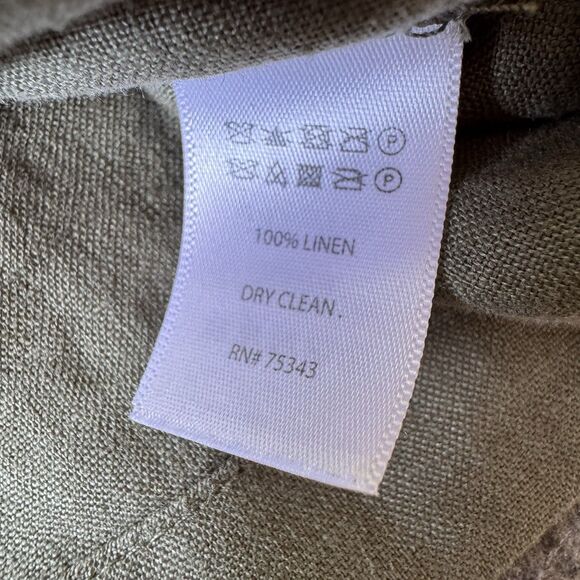 P
P
100% LINEN
DRY CLEAN .
RN# 75343